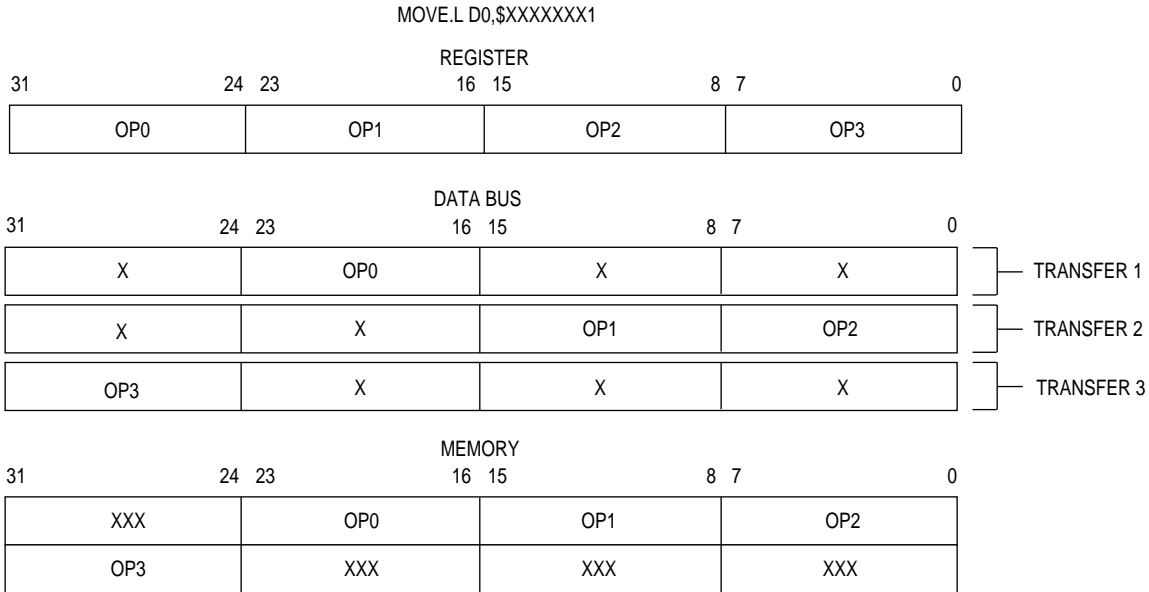 MOVE.L D0,$XXXXXXX1
REGISTER
31 24 23 16 15 8 7 0
OP0 OP1 OP2 OP3
DATA BUS
31 24 23 16 15 8 7 0
X OP0 X X TRANSFER 1
X X OP1 OP2 TRANSFER 2
OP3 X X X TRANSFER 3
MEMORY
31 24 23 16 15 8 7 0
XXX OP0 OP1 OP2
OP3 XXX XXX XXX